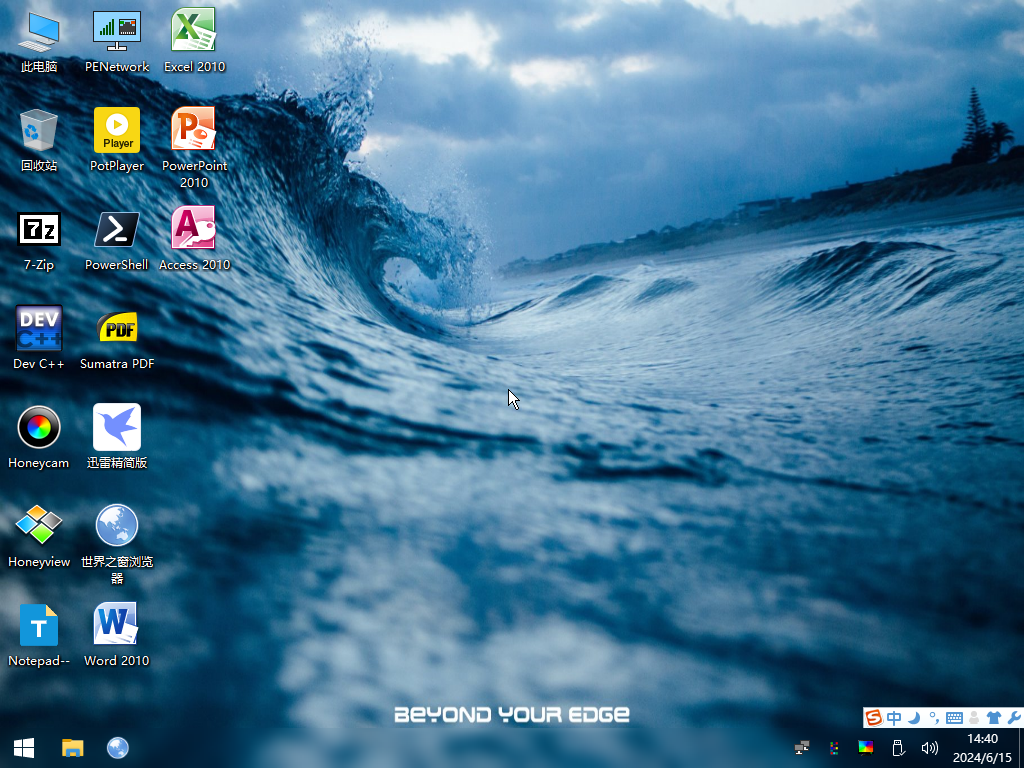 此电脑
PENetwork
Excel 2010
回收站
Player
PotPlayer
PowerPoint
2010
7z
7-Zip
PowerShell
Access 2010
DEV
C++
Dev C++
PDF
Sumatra PDF
Honeycam
迅雷精简版
Honeyview
世界之窗浏览
器
T
Notepad--
W
Word 2010
BEYOND YOUR EDGE
中
14:40
2024/6/15